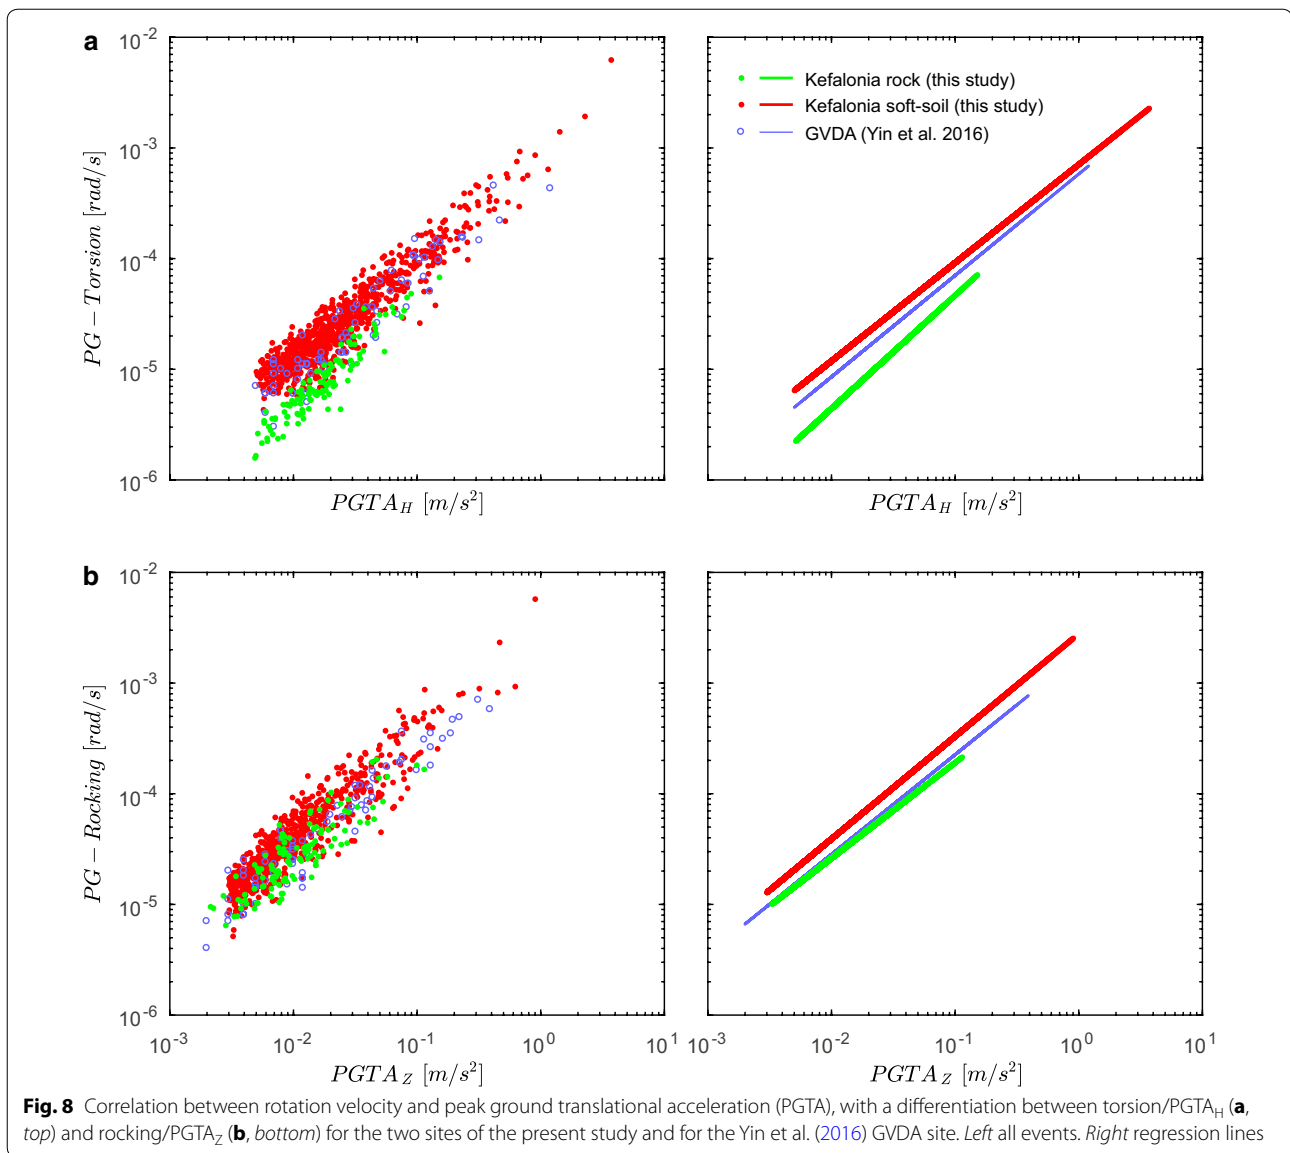 a
10^-2
10^-3
10^-4
10^-5
10^-6
PG − Torsion [rad/s]
PGTA_H [m/s^2]
Kefalonia rock (this study)
Kefalonia soft-soil (this study)
GVDA (Yin et al. 2016)
PGTA_H [m/s^2]
b
10^-2
10^-3
10^-4
10^-5
10^-6
PG − Rocking [rad/s]
10^-3 10^-2 10^-1 10^0 10^1
PGTA_Z [m/s^2]
10^-3 10^-2 10^-1 10^0 10^1
PGTA_Z [m/s^2]
Fig. 8 Correlation between rotation velocity and peak ground translational acceleration (PGTA), with a differentiation between torsion/PGTA_H (a,
top) and rocking/PGTA_Z (b, bottom) for the two sites of the present study and for the Yin et al. (2016) GVDA site. Left all events. Right regression lines